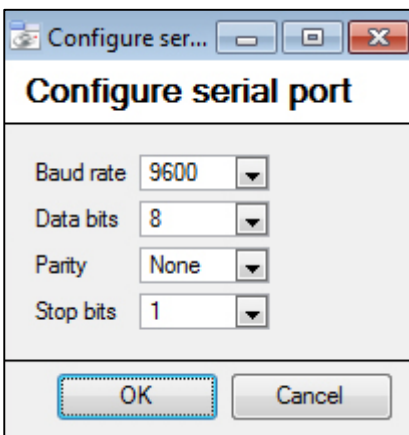 Configure ser...
Configure serial port
Baud rate 9600
Data bits 8
Parity None
Stop bits 1
OK Cancel